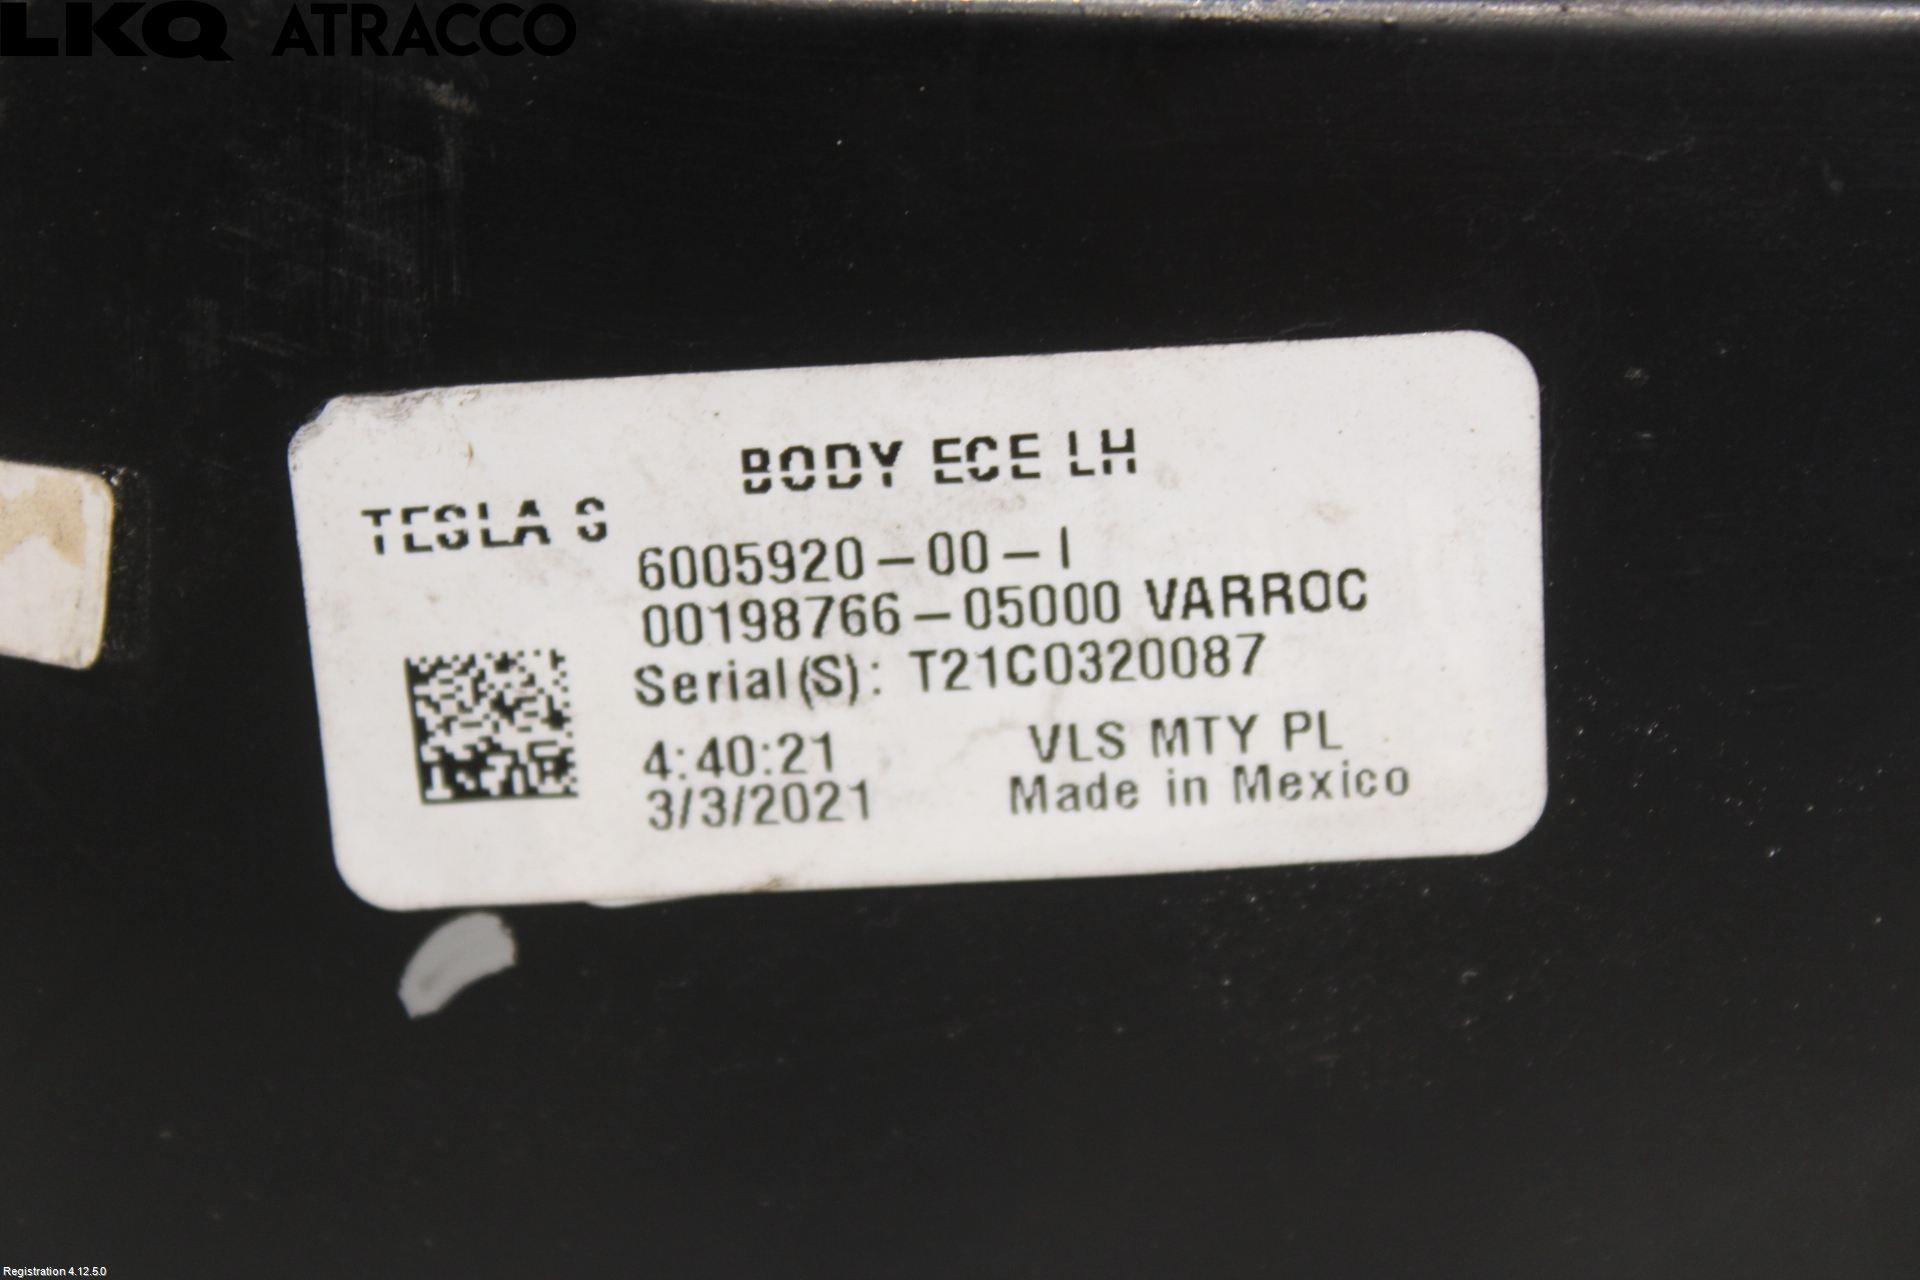 LKQ ATRACCO
BODY ECE LH
TESLA S
6005920-00-I
00198766-05000 VARROC
Serial(S): T21C0320087
4:40:21 VLS MTY PL
3/3/2021 Made in Mexico
Registration 4.12.5.0